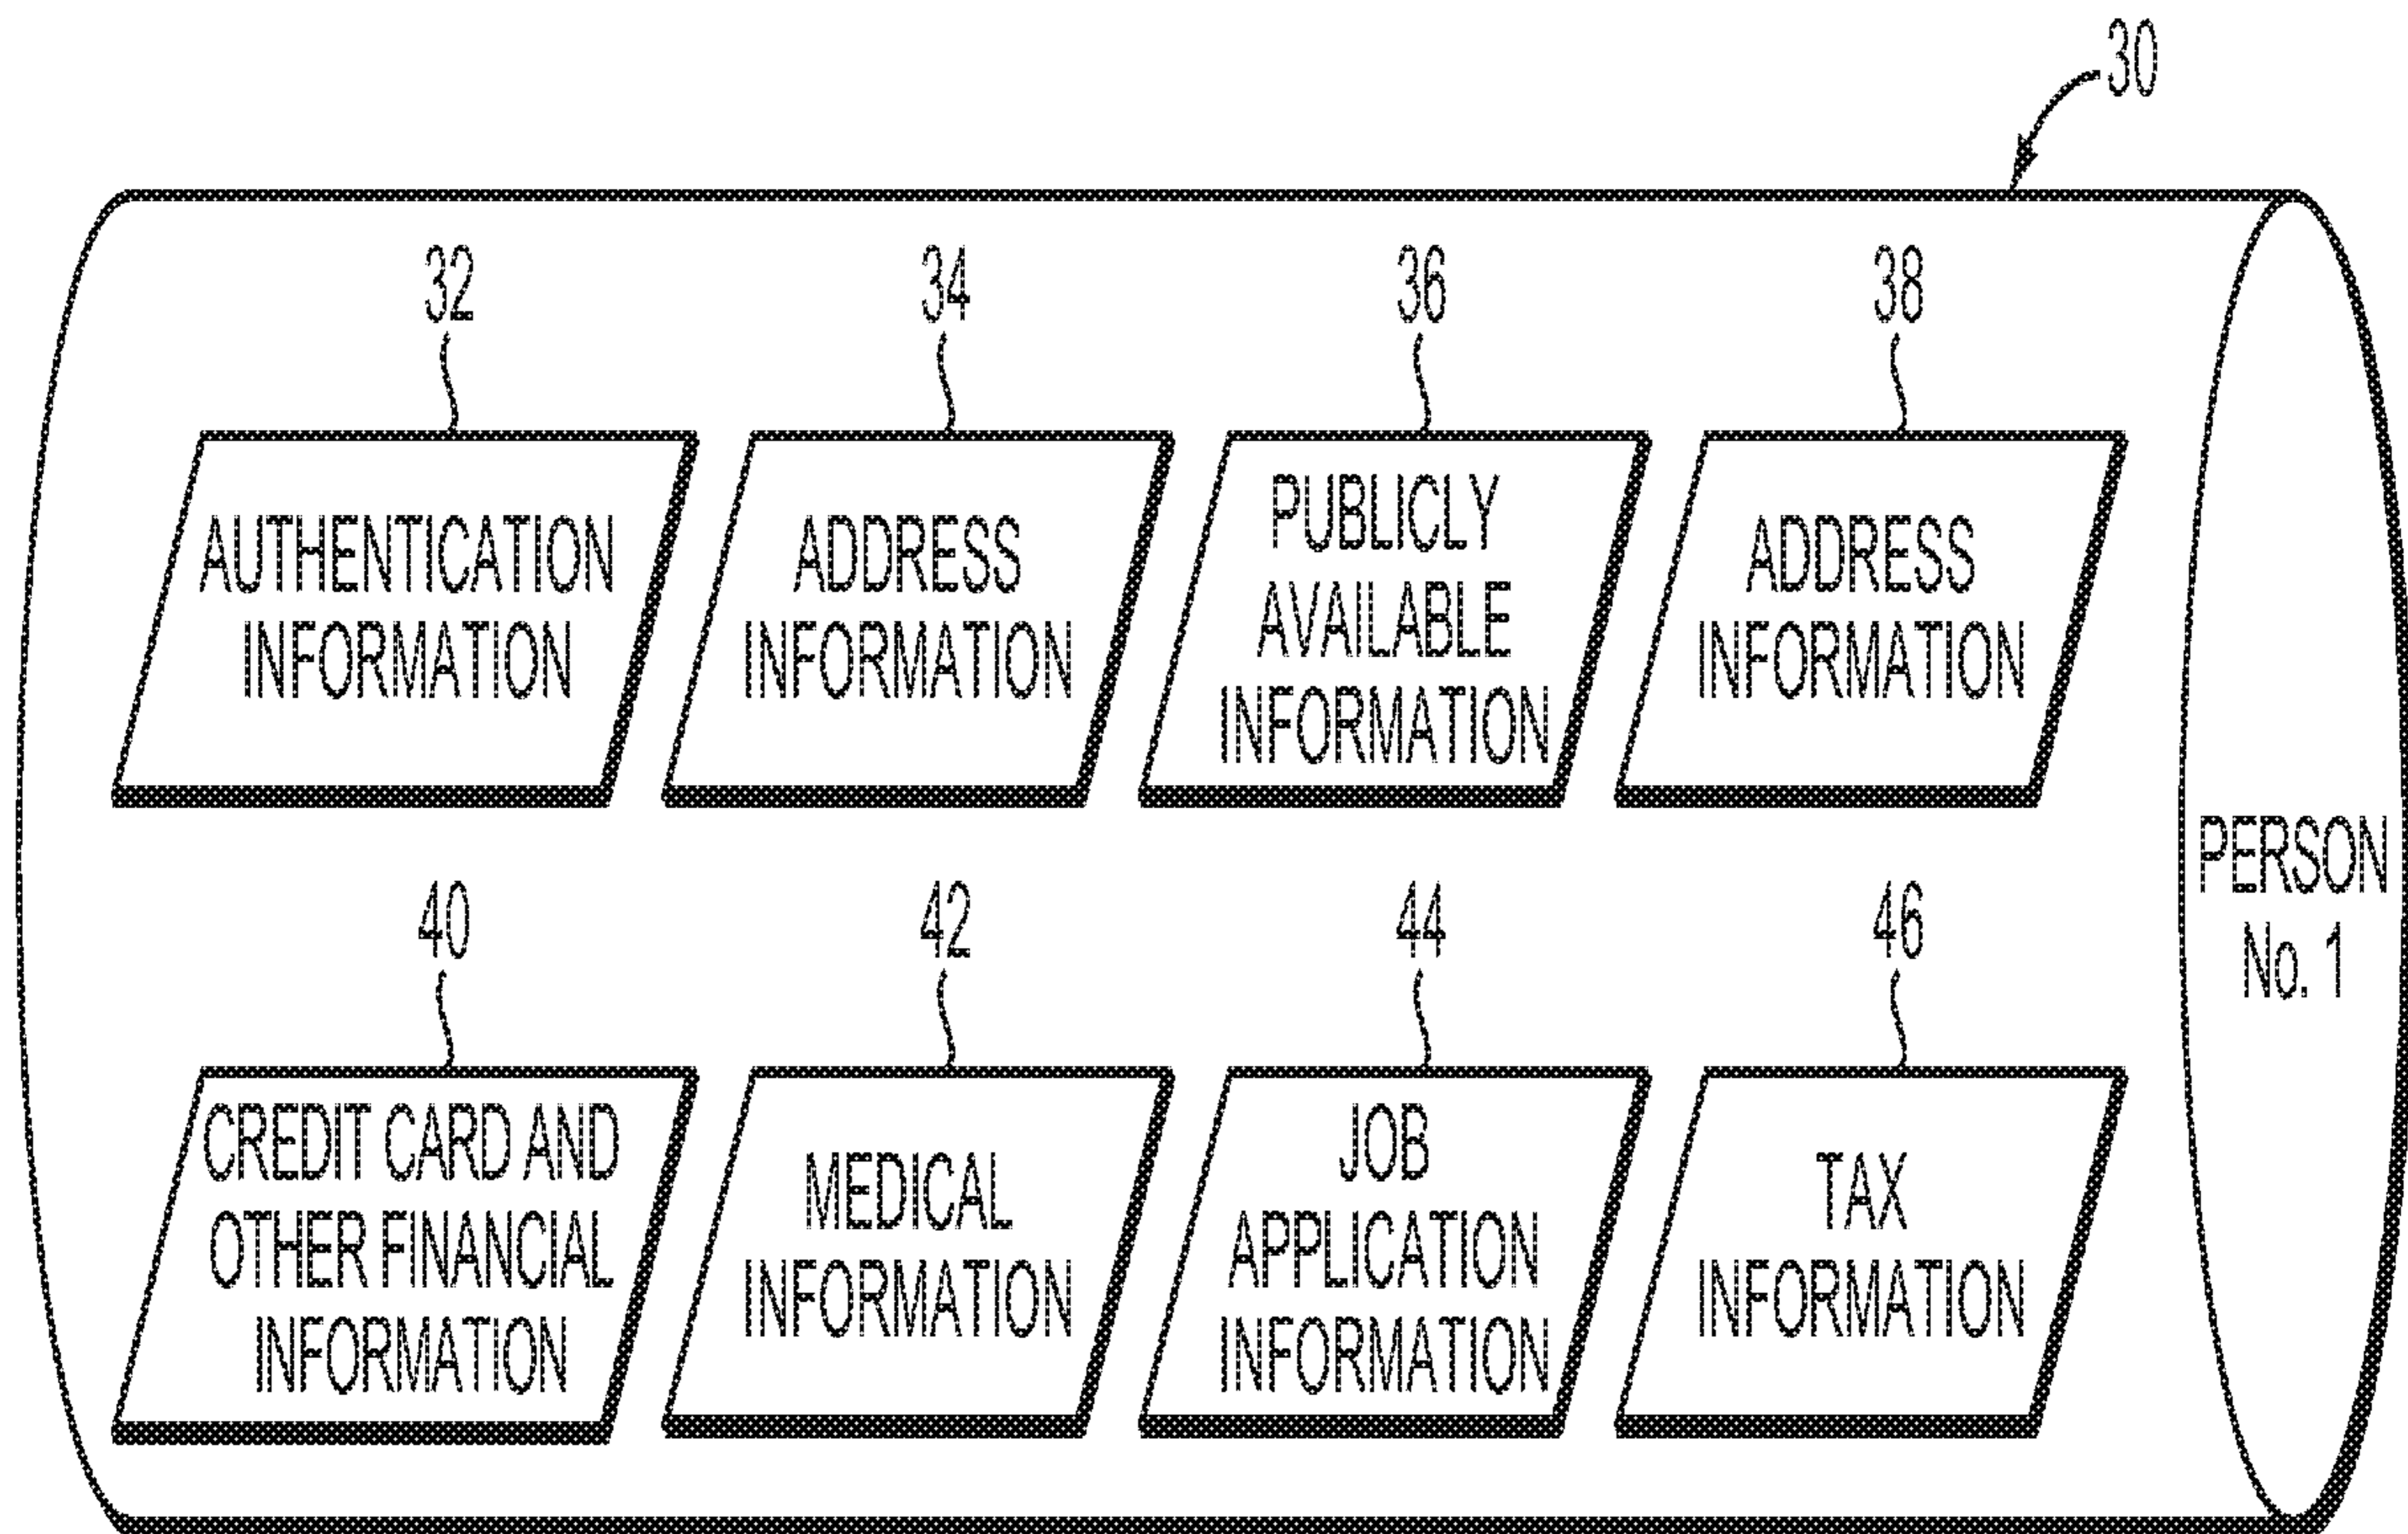 30
32
34
36
38
AUTHENTICATION
INFORMATION
ADDRESS
INFORMATION
PUBLICLY
AVAILABLE
INFORMATION
ADDRESS
INFORMATION
PERSON
No. 1
40
42
44
46
CREDIT CARD AND
OTHER FINANCIAL
INFORMATION
MEDICAL
INFORMATION
JOB
APPLICATION
INFORMATION
TAX
INFORMATION